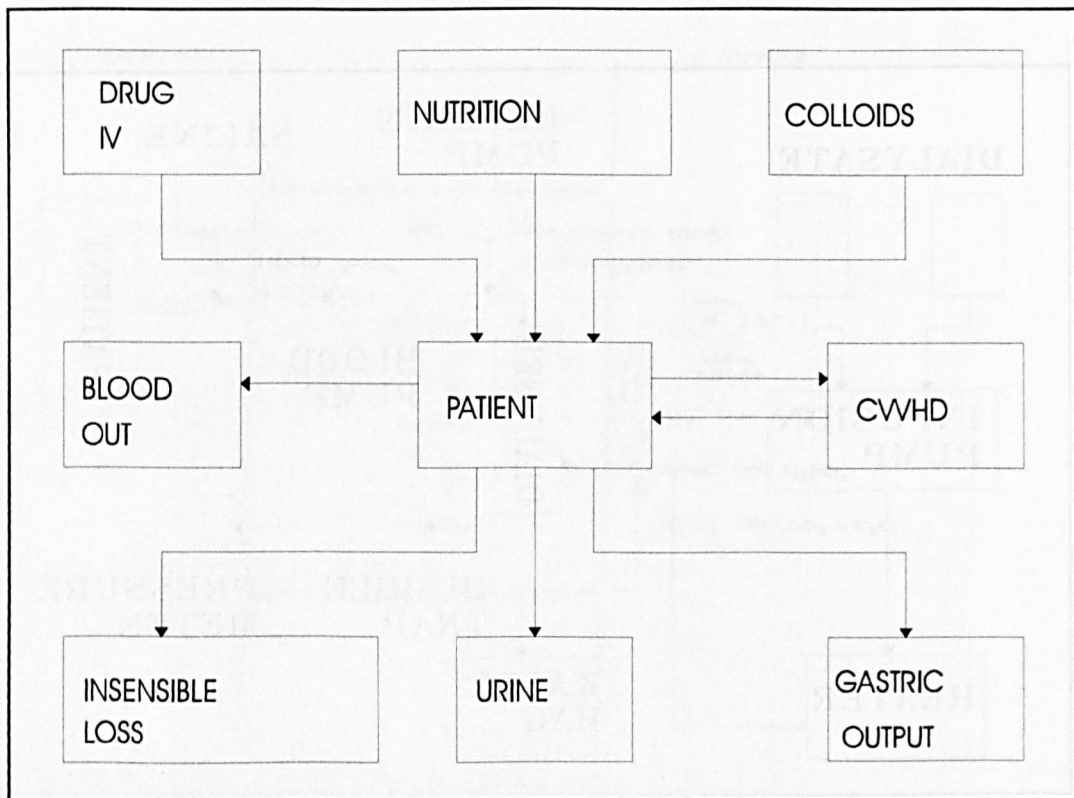 DRUG
IV
NUTRITION
COLLOIDS
BLOOD
OUT
PATIENT
CVVHD
INSENSIBLE
LOSS
URINE
GASTRIC
OUTPUT